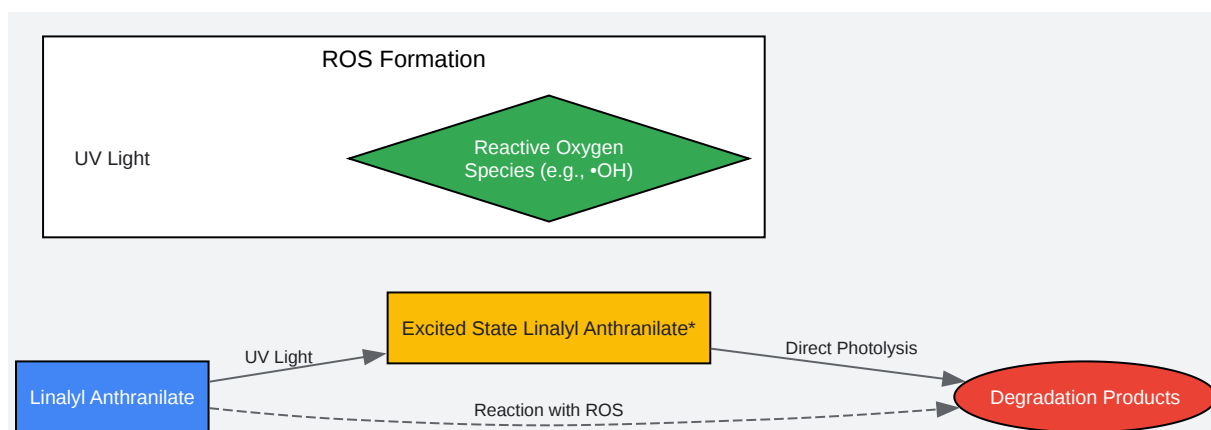 ROS Formation
UV Light
Reactive Oxygen
Species (e.g., •OH)
Excited State Linalyl Anthranilate*
UV Light
Direct Photolysis
Linalyl Anthranilate
Degradation Products
Reaction with ROS